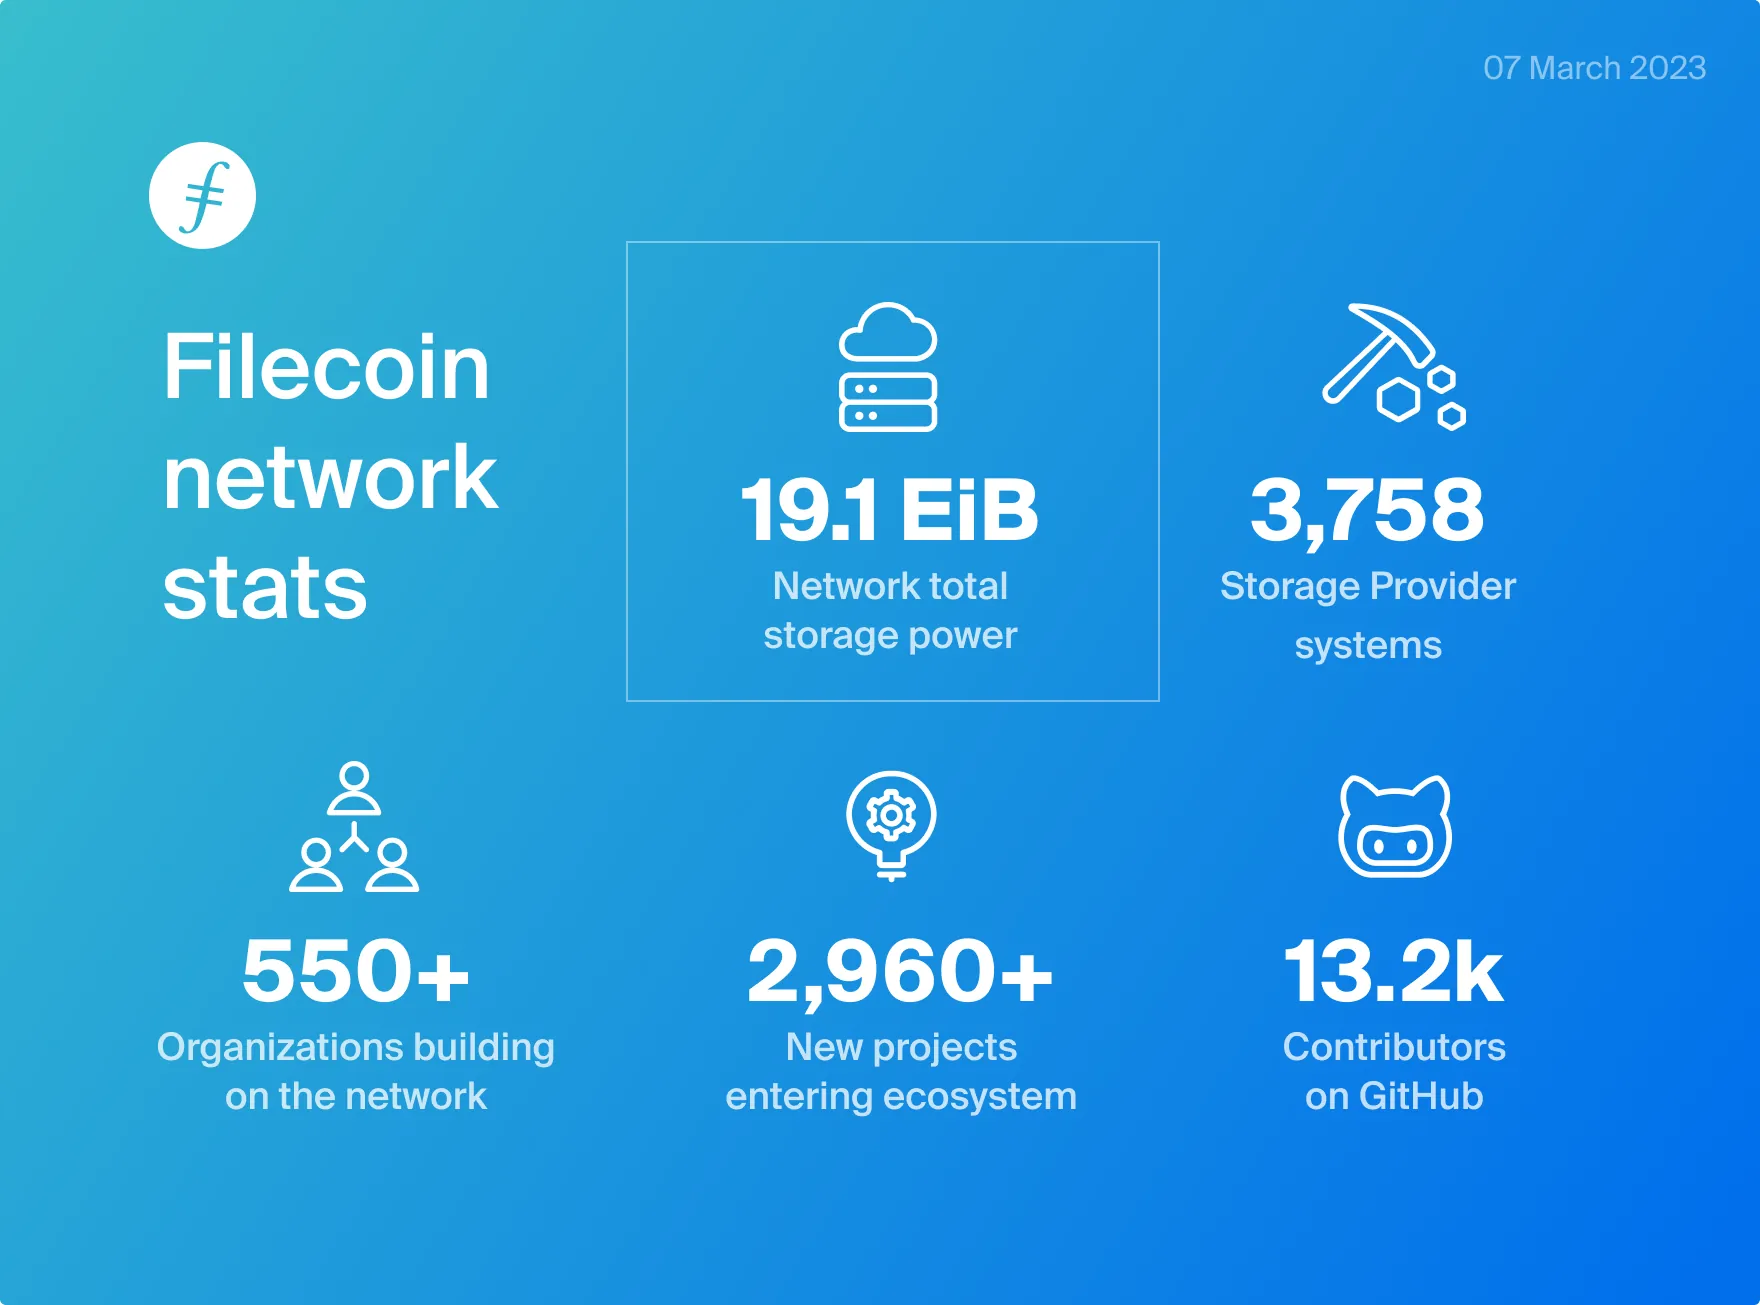 07 March 2023
Filecoin
network
stats
19.1 EiB
Network total
storage power
3,758
Storage Provider
systems
550+
Organizations building
on the network
2,960+
New projects
entering ecosystem
13.2k
Contributors
on GitHub